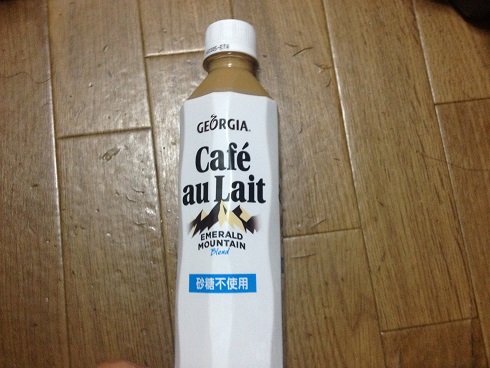 GEORGIA
Café
au Lait
EMERALD
MOUNTAIN
Blend
砂糖不使用